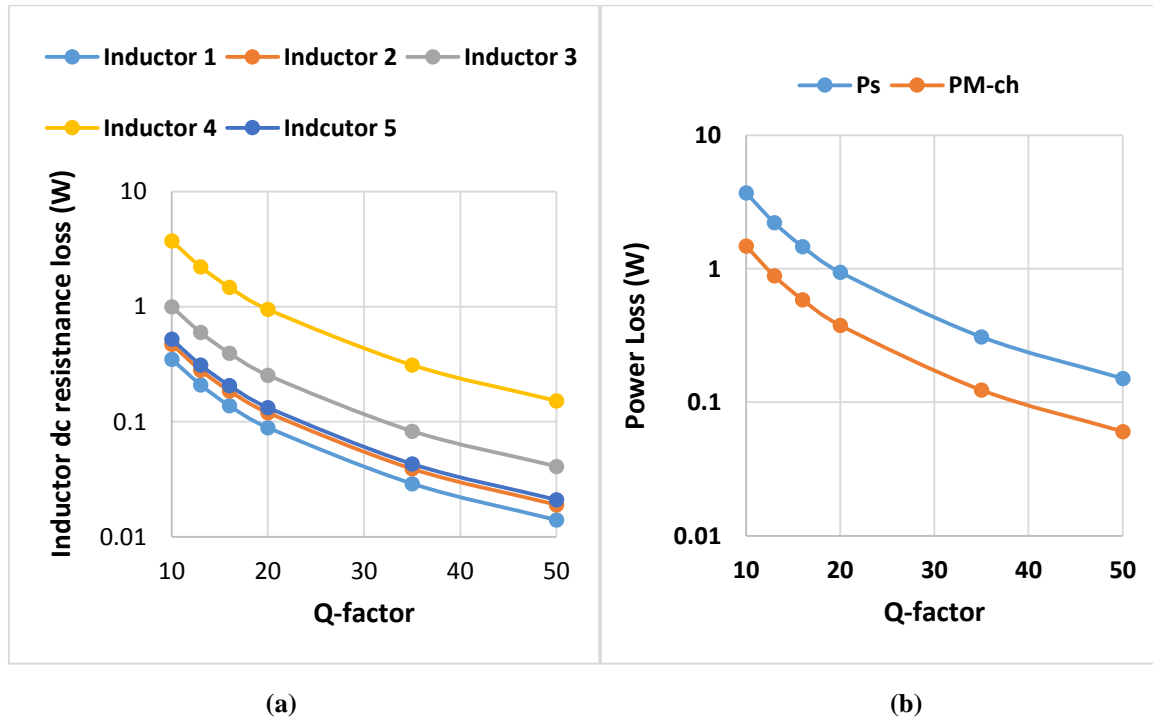 Inductor 1 Inductor 2 Inductor 3
Inductor 4 Indcutor 5
Inductor dc resistnance loss (W)
10
1
0.1
0.01
10 20 30 40 50
Q-factor
(a)
Ps PM-ch
Power Loss (W)
10
1
0.1
0.01
10 20 30 40 50
Q-factor
(b)